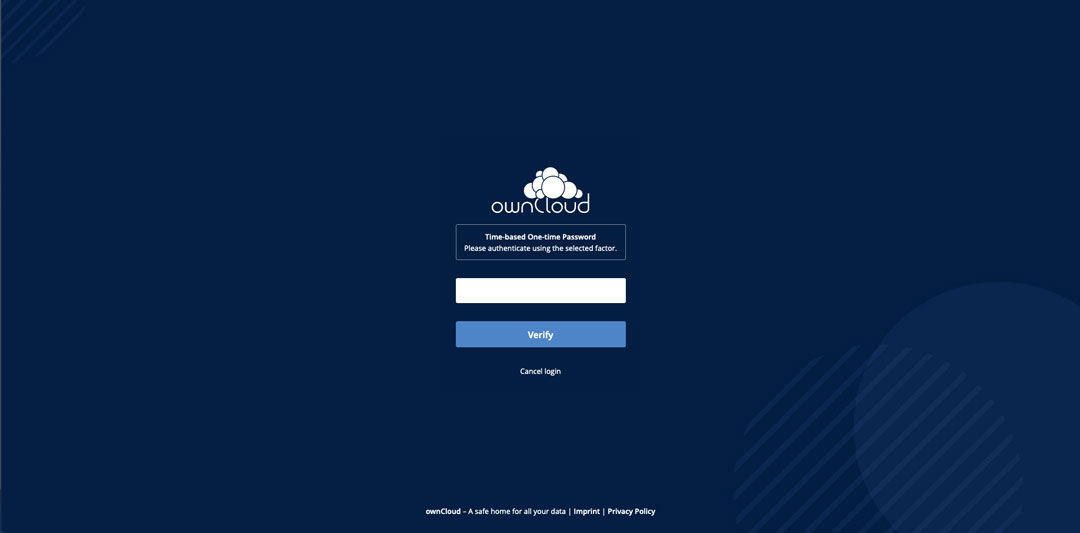 ownCloud
Time-based One-time Password
Please authenticate using the selected factor.
Verify
Cancel login
ownCloud – A safe home for all your data | Imprint | Privacy Policy